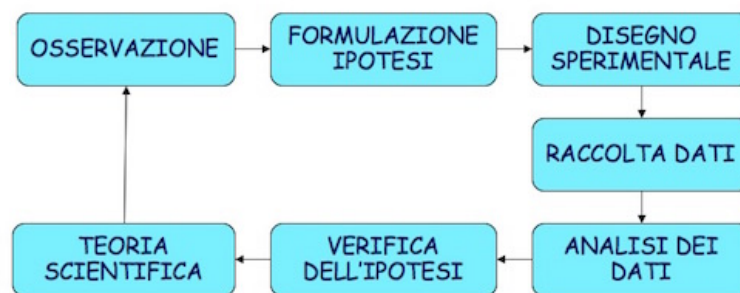 OSSERVAZIONE
FORMULAZIONE
IPOTESI
DISEGNO
SPERIMENTALE
RACCOLTA DATI
ANALISI DEI
DATI
VERIFICA
DELL'IPOTESI
TEORIA
SCIENTIFICA